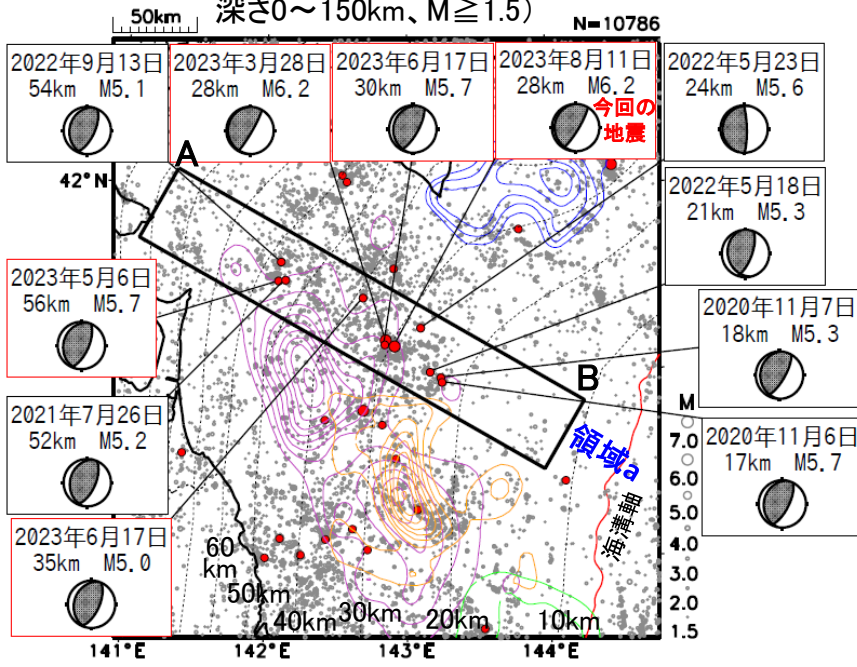 深さ0～150km、M≧1.5)
50km
N=10786
2022年9月13日
54km M5.1
2023年3月28日
28km M6.2
2023年6月17日
30km M5.7
2023年8月11日
28km M6.2
今回の
地震
2022年5月23日
24km M5.6
A
42°N
2022年5月18日
21km M5.3
2023年5月6日
56km M5.7
2020年11月7日
18km M5.3
B
M
2021年7月26日
52km M5.2
領域a
7.0
6.0
5.0
4.0
3.0
2.0
1.5
2020年11月6日
17km M5.7
海溝軸
2023年6月17日
35km M5.0
60
km
50km
40km
30km
20km
10km
141°E
142°E
143°E
144°E